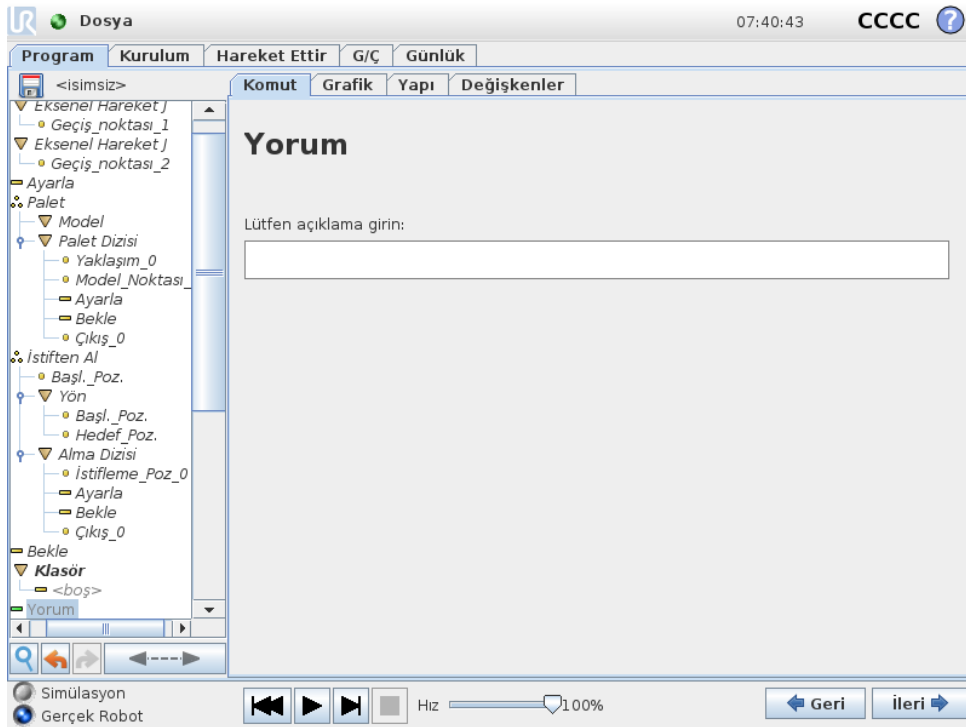 UR Dosya 07:40:43 CCCC ?
Program Kurulum Hareket Ettir G/Ç Günlük
<isimsiz>
Komut Grafik Yapı Değişkenler
Eksenel Hareket J
Geçiş_noktası_1
Eksenel Hareket J
Geçiş_noktası_2
Ayarla
Palet
Model
Palet Dizisi
Yaklaşım_0
Model_Noktası_
Ayarla
Bekle
Çıkış_0
İstiften Al
Başl._Poz.
Yön
Başl._Poz.
Hedef_Poz.
Alma Dizisi
İstifleme_Poz_0
Ayarla
Bekle
Çıkış_0
Bekle
Klasör
<boş>
Yorum
Yorum
Lütfen açıklama girin:
Simülasyon
Gerçek Robot
Hız 100%
Geri İleri